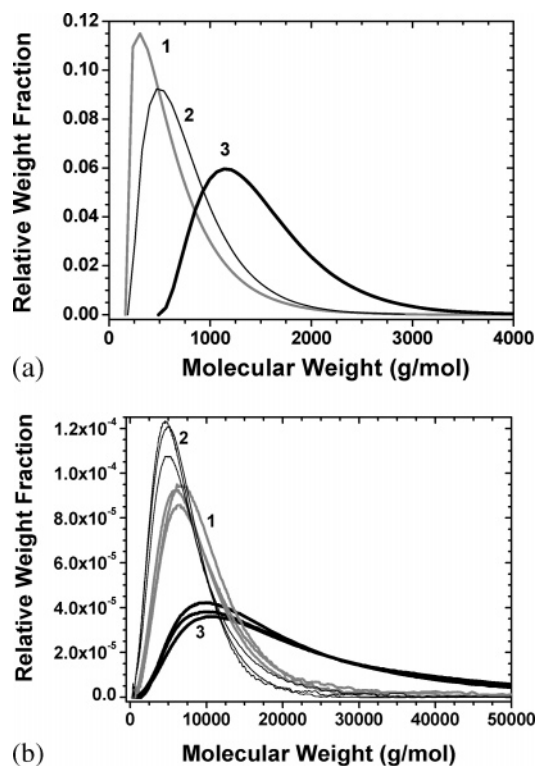 0.12
0.10
0.08
0.06
0.04
0.02
0.00
Relative Weight Fraction
1
2
3
0 1000 2000 3000 4000
Molecular Weight (g/mol)
(a)
1.2x10-4
1.0x10-4
8.0x10-5
6.0x10-5
4.0x10-5
2.0x10-5
0.0
Relative Weight Fraction
2
1
3
0 10000 20000 30000 40000 50000
Molecular Weight (g/mol)
(b)